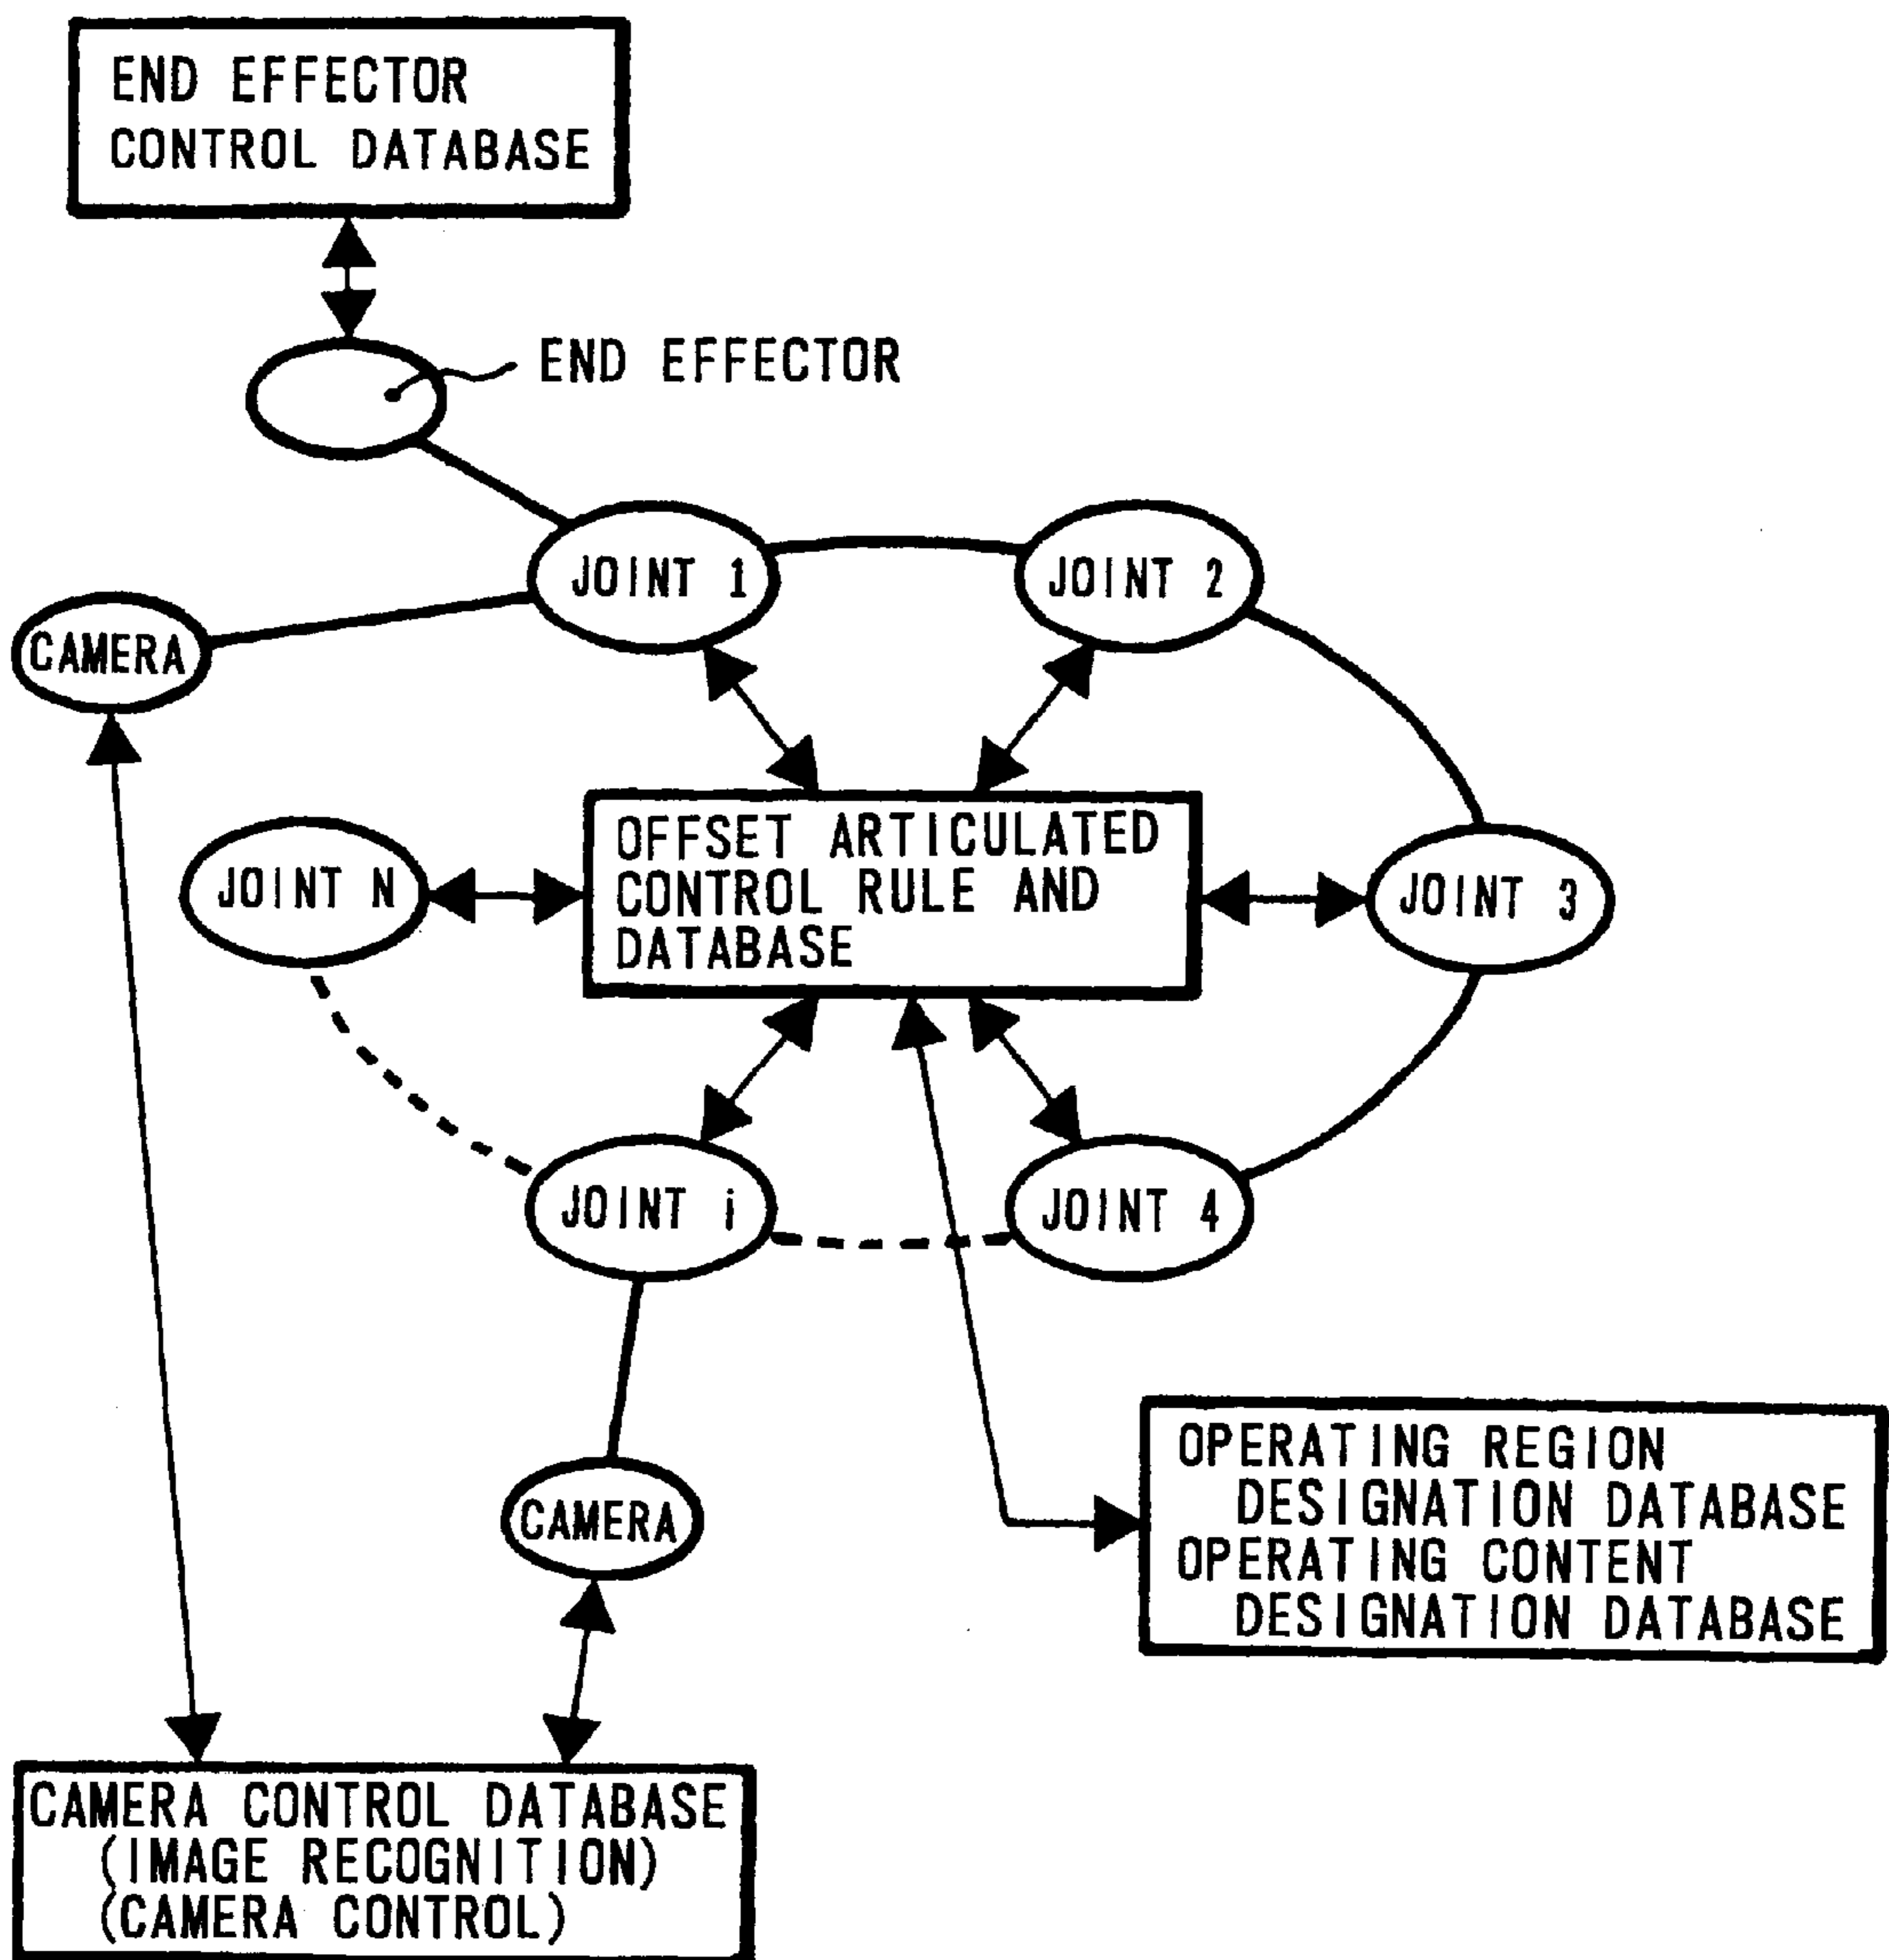 END EFFECTOR
CONTROL DATABASE
END EFFECTOR
JOINT 1
JOINT 2
CAMERA
OFFSET ARTICULATED
CONTROL RULE AND
DATABASE
JOINT N
JOINT 3
JOINT i
JOINT 4
CAMERA
OPERATING REGION
DESIGNATION DATABASE
OPERATING CONTENT
DESIGNATION DATABASE
CAMERA CONTROL DATABASE
(IMAGE RECOGNITION)
(CAMERA CONTROL)